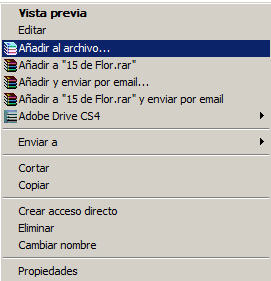 Vista previa
Editar
Añadir al archivo...
Añadir a "15 de Flor.rar"
Añadir y enviar por email...
Añadir a "15 de Flor.rar" y enviar por email
Adobe Drive CS4
Enviar a
Cortar
Copiar
Crear acceso directo
Eliminar
Cambiar nombre
Propiedades